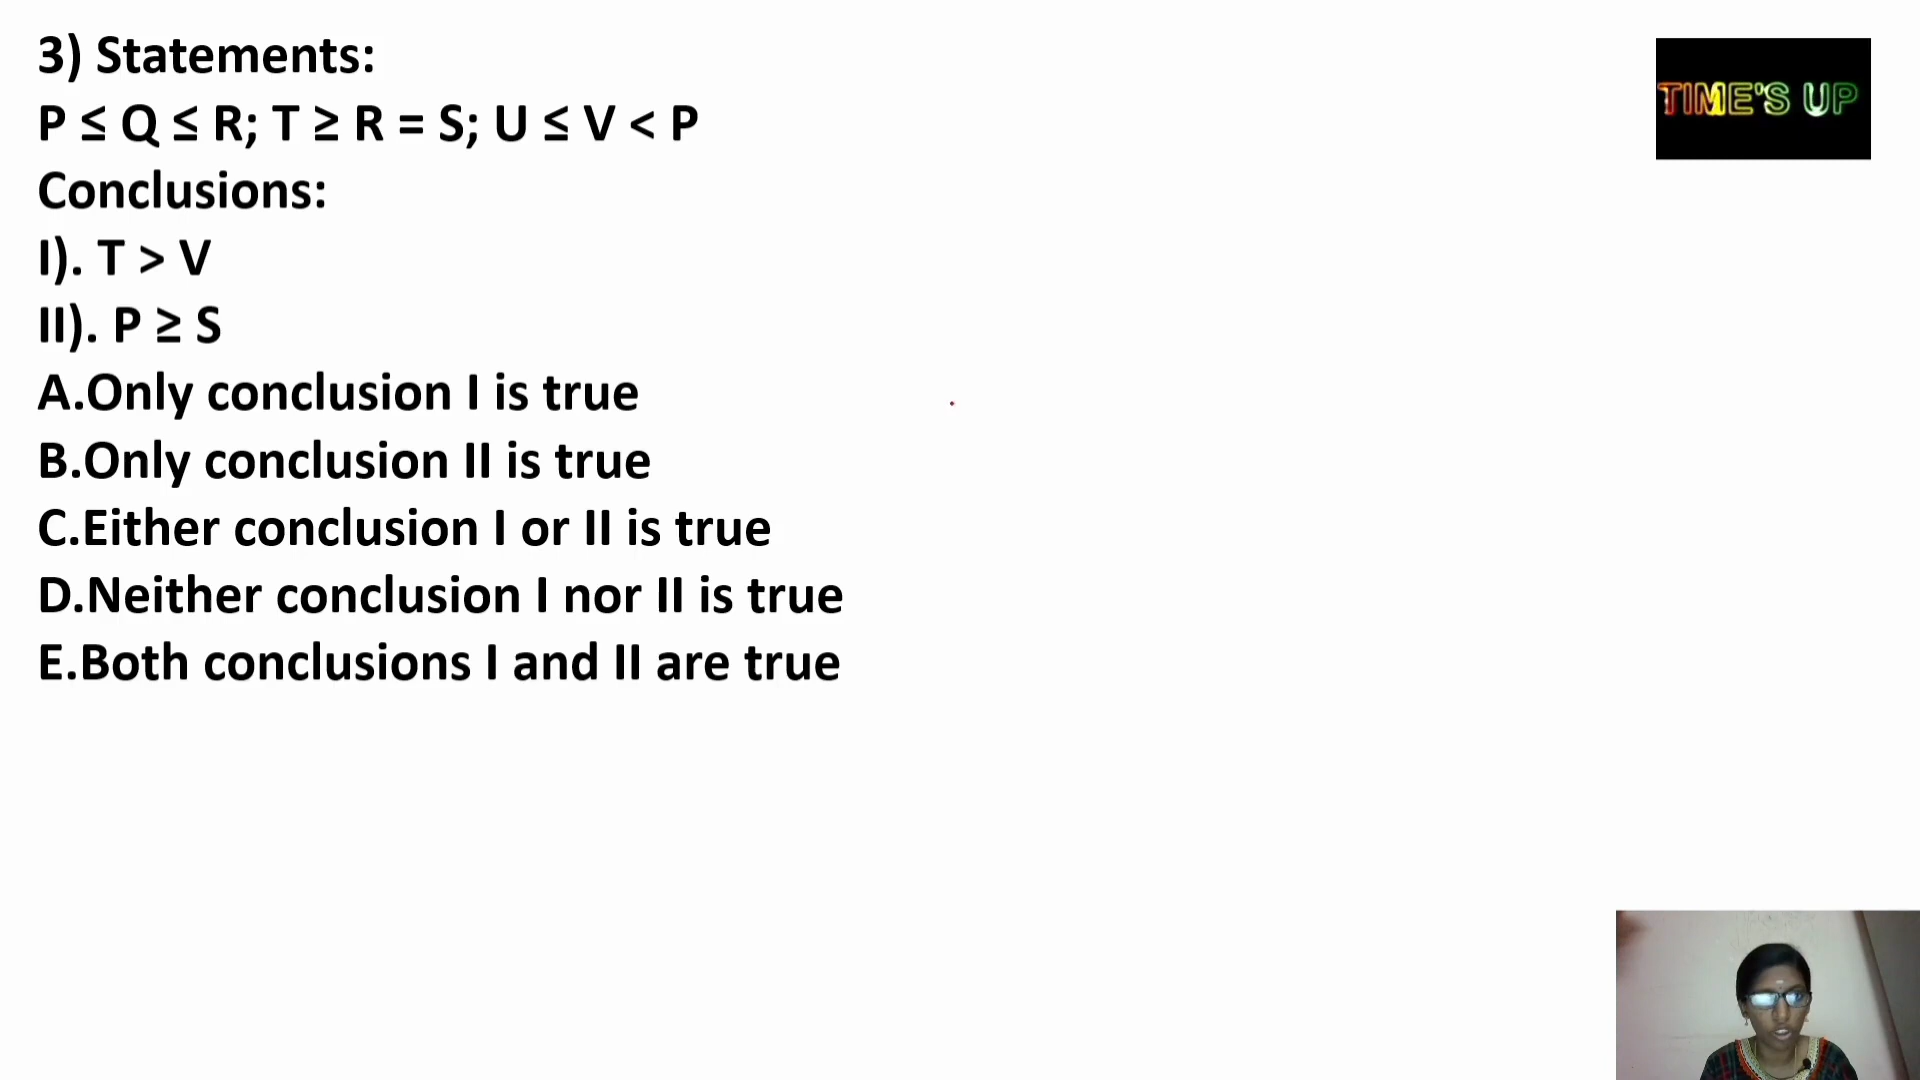 3) Statements:
P ≤ Q ≤ R; T ≥ R = S; U ≤ V < P
Conclusions:
I). T > V
II). P ≥ S
A.Only conclusion I is true
B.Only conclusion II is true
C.Either conclusion I or II is true
D.Neither conclusion I nor II is true
E.Both conclusions I and II are true
TIME'S UP